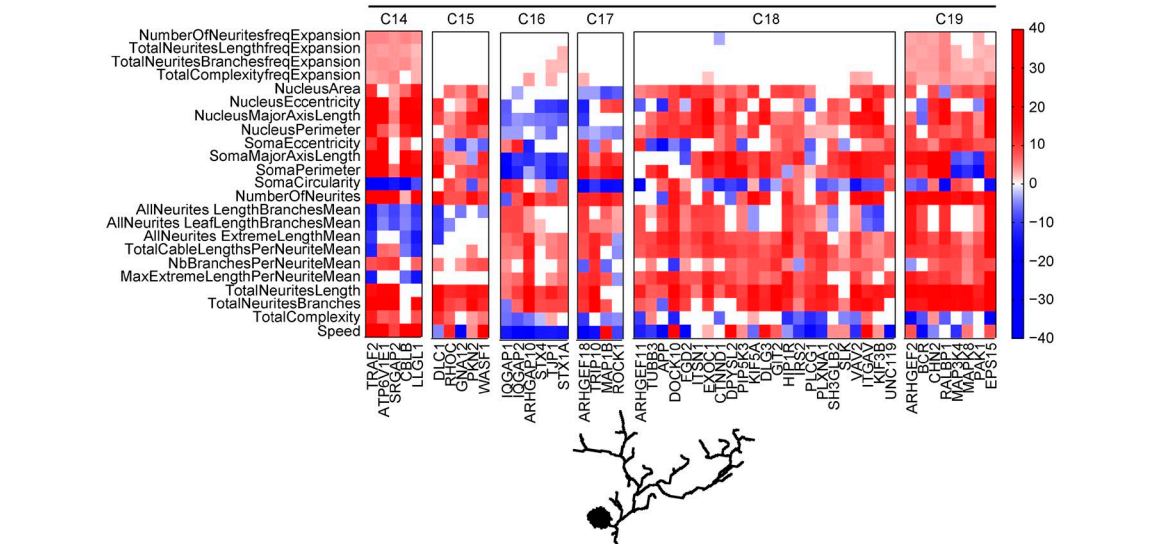 C14 C15 C16 C17 C18 C19
NumberOfNeuritesfreqExpansion
TotalNeuritesLengthfreqExpansion
TotalNeuritesBranchesfreqExpansion
TotalComplexityfreqExpansion
NucleusArea
NucleusEccentricity
NucleusMajorAxisLength
NucleusPerimeter
SomaEccentricity
SomaMajorAxisLength
SomaPerimeter
SomaCircularity
NumberOfNeurites
AllNeurites LengthBranchesMean
AllNeurites LeafLengthBranchesMean
AllNeurites ExtremeLengthMean
TotalCableLengthsPerNeuriteMean
NbBranchesPerNeuriteMean
MaxExtremeLengthPerNeuriteMean
TotalNeuritesLength
TotalNeuritesBranches
TotalComplexity
Speed
40
30
20
10
0
−10
−20
−30
−40
TRAF2
ATP6V1E1
SRGAP2
CBLB
LLGL1
DLC1
RHOC
GNA12
PKN2
WASF1
IQGAP1
IQGAP2
ARHGAP10
STX4
TJP1
STX1A
ARHGEF18
TRIP10
MAP1B
ROCK1
ARHGEF11
TUBB3
APP
DOCK10
FGD2
ITSN1
EXOC1
CTNND1
DPYSL2
PIP5K3
KIF5A
DLG3
GIT2
HIP1R
IRS2
PLCG1
PLXNA1
SH3GLB2
SLK
VAV2
ITGAV
KIF3B
UNC119
ARHGEF2
BCR
CHN2
RALBP1
MAP3K4
MAPK8
PAK1
EPS15